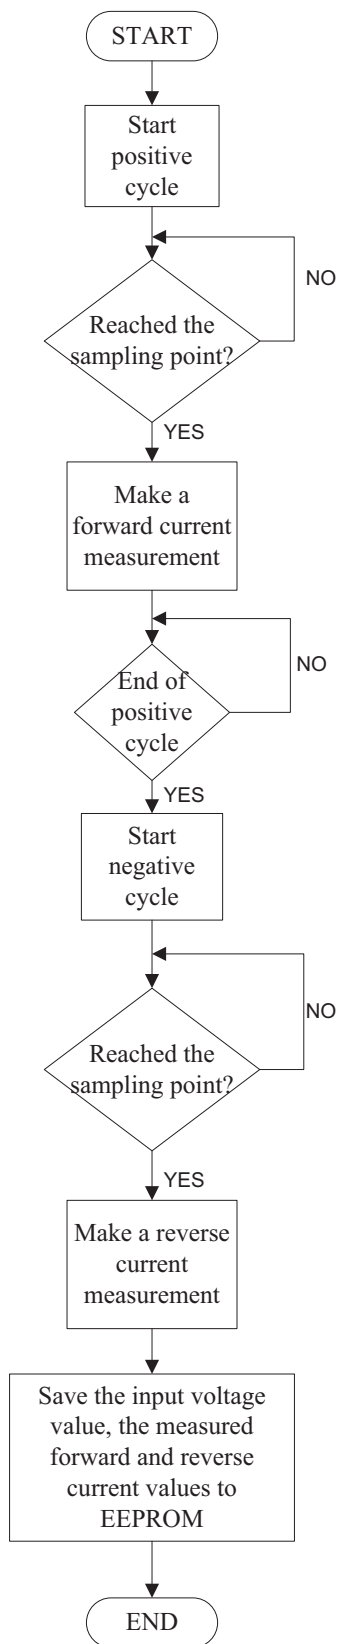 START
Start
positive
cycle
NO
Reached the
sampling point?
YES
Make a
forward current
measurement
NO
End of
positive
cycle
YES
Start
negative
cycle
NO
Reached the
sampling point?
YES
Make a reverse
current
measurement
Save the input voltage
value, the measured
forward and reverse
current values to
EEPROM
END